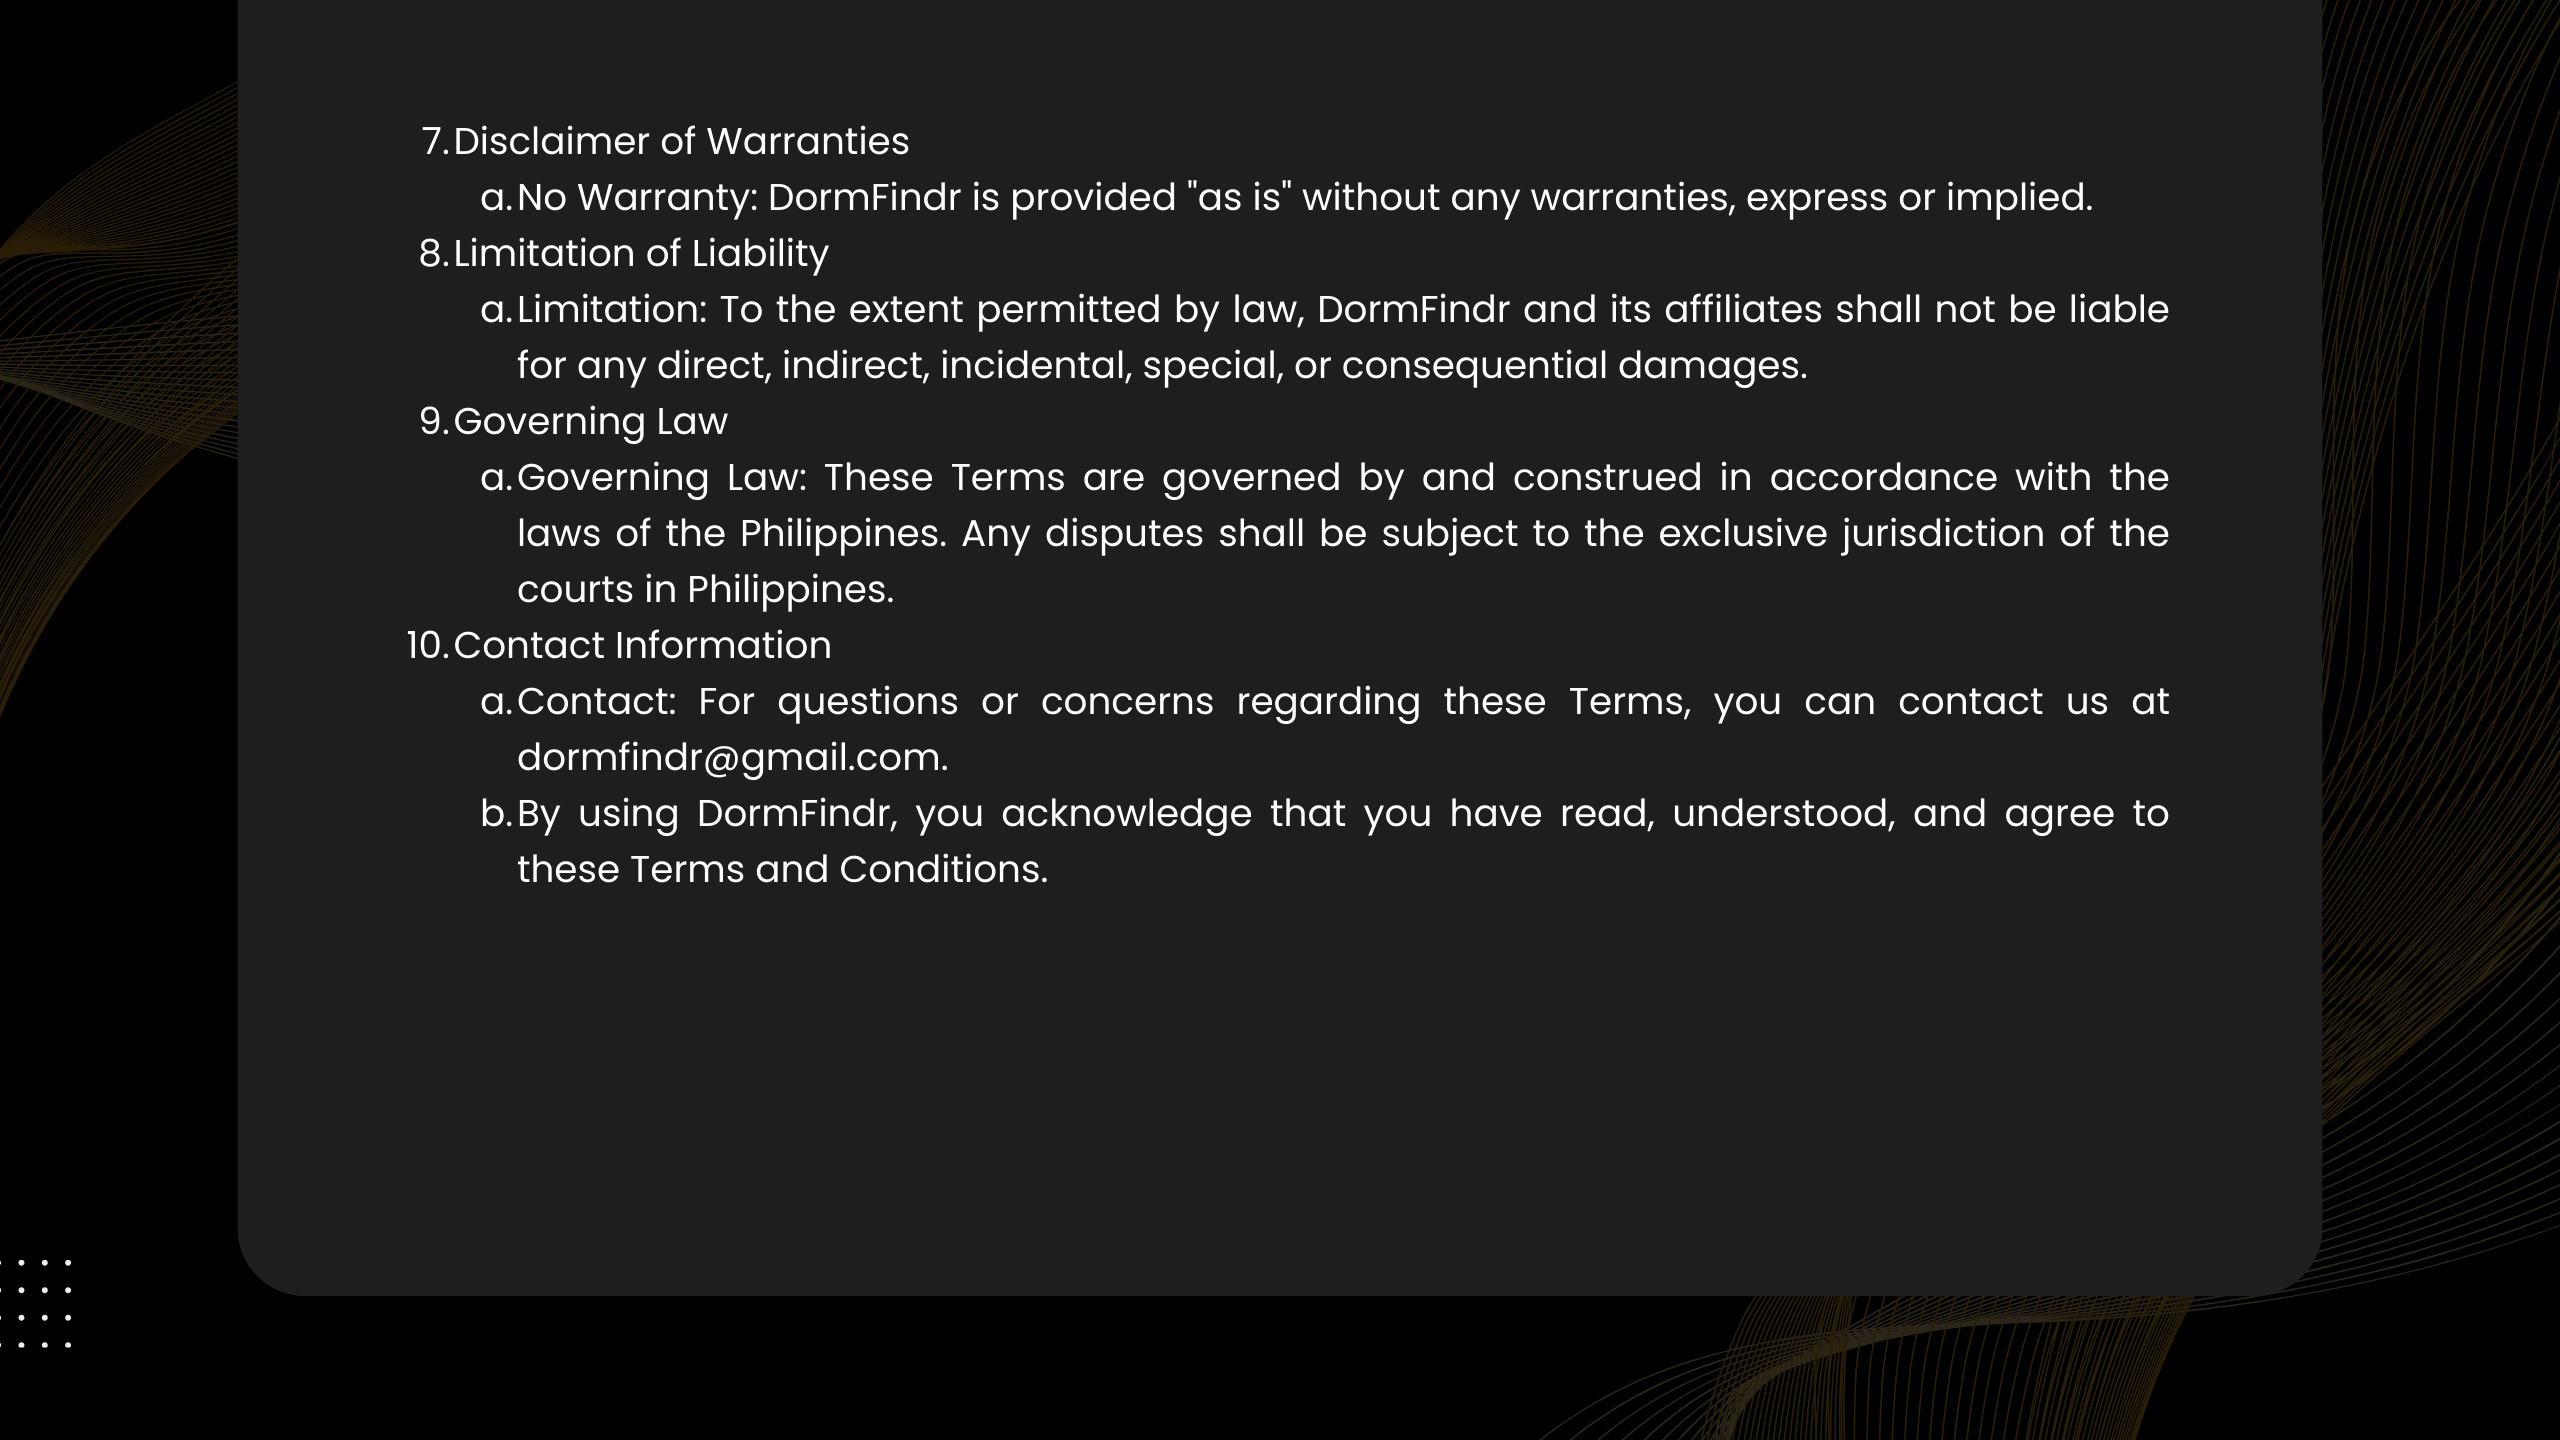 7. Disclaimer of Warranties
a. No Warranty: DormFindr is provided "as is" without any warranties, express or implied.
8. Limitation of Liability
a. Limitation: To the extent permitted by law, DormFindr and its affiliates shall not be liable
for any direct, indirect, incidental, special, or consequential damages.
9. Governing Law
a. Governing Law: These Terms are governed by and construed in accordance with the
laws of the Philippines. Any disputes shall be subject to the exclusive jurisdiction of the
courts in Philippines.
10. Contact Information
a. Contact: For questions or concerns regarding these Terms, you can contact us at
dormfindr@gmail.com.
b. By using DormFindr, you acknowledge that you have read, understood, and agree to
these Terms and Conditions.